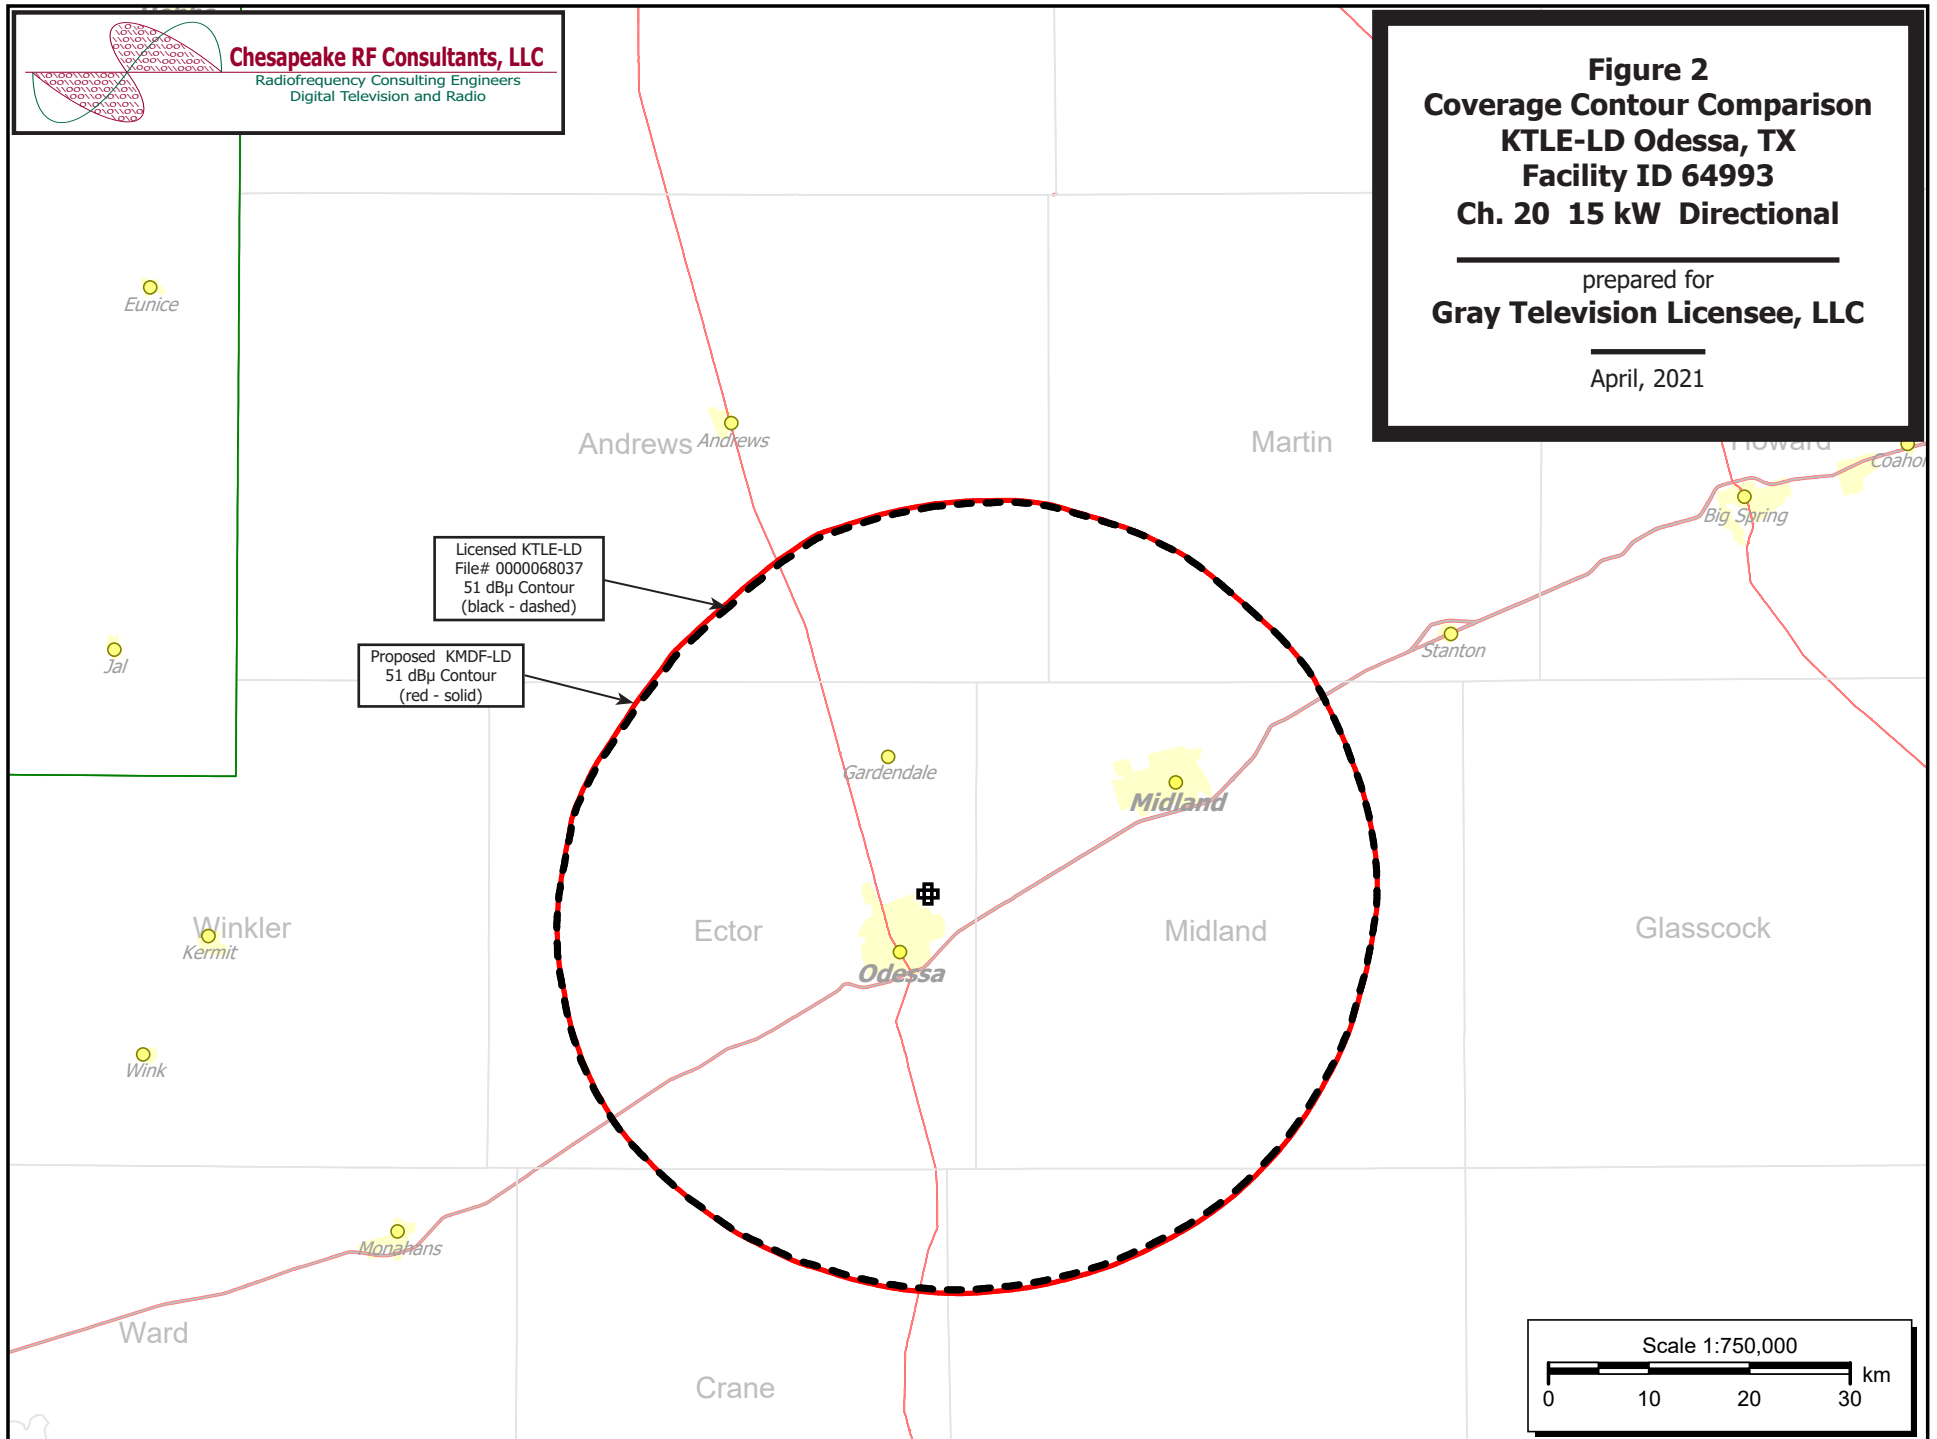 Chesapeake RF Consultants, LLC
Radiofrequency Consulting Engineers
Digital Television and Radio
Figure 2
Coverage Contour Comparison
KTLE-LD Odessa, TX
Facility ID 64993
Ch. 20 15 kW Directional
prepared for
Gray Television Licensee, LLC
April, 2021
Eunice
Andrews
Andrews
Martin
Howard
Big Spring
Licensed KTLE-LD
File# 0000068037
51 dBµ Contour
(black - dashed)
Proposed KMDF-LD
51 dBµ Contour
(red - solid)
Jal
Stanton
Gardendale
Midland
Winkler
Kermit
Ector
Odessa
Midland
Glasscock
Wink
Monahans
Ward
Crane
Scale 1:750,000
km
0 10 20 30